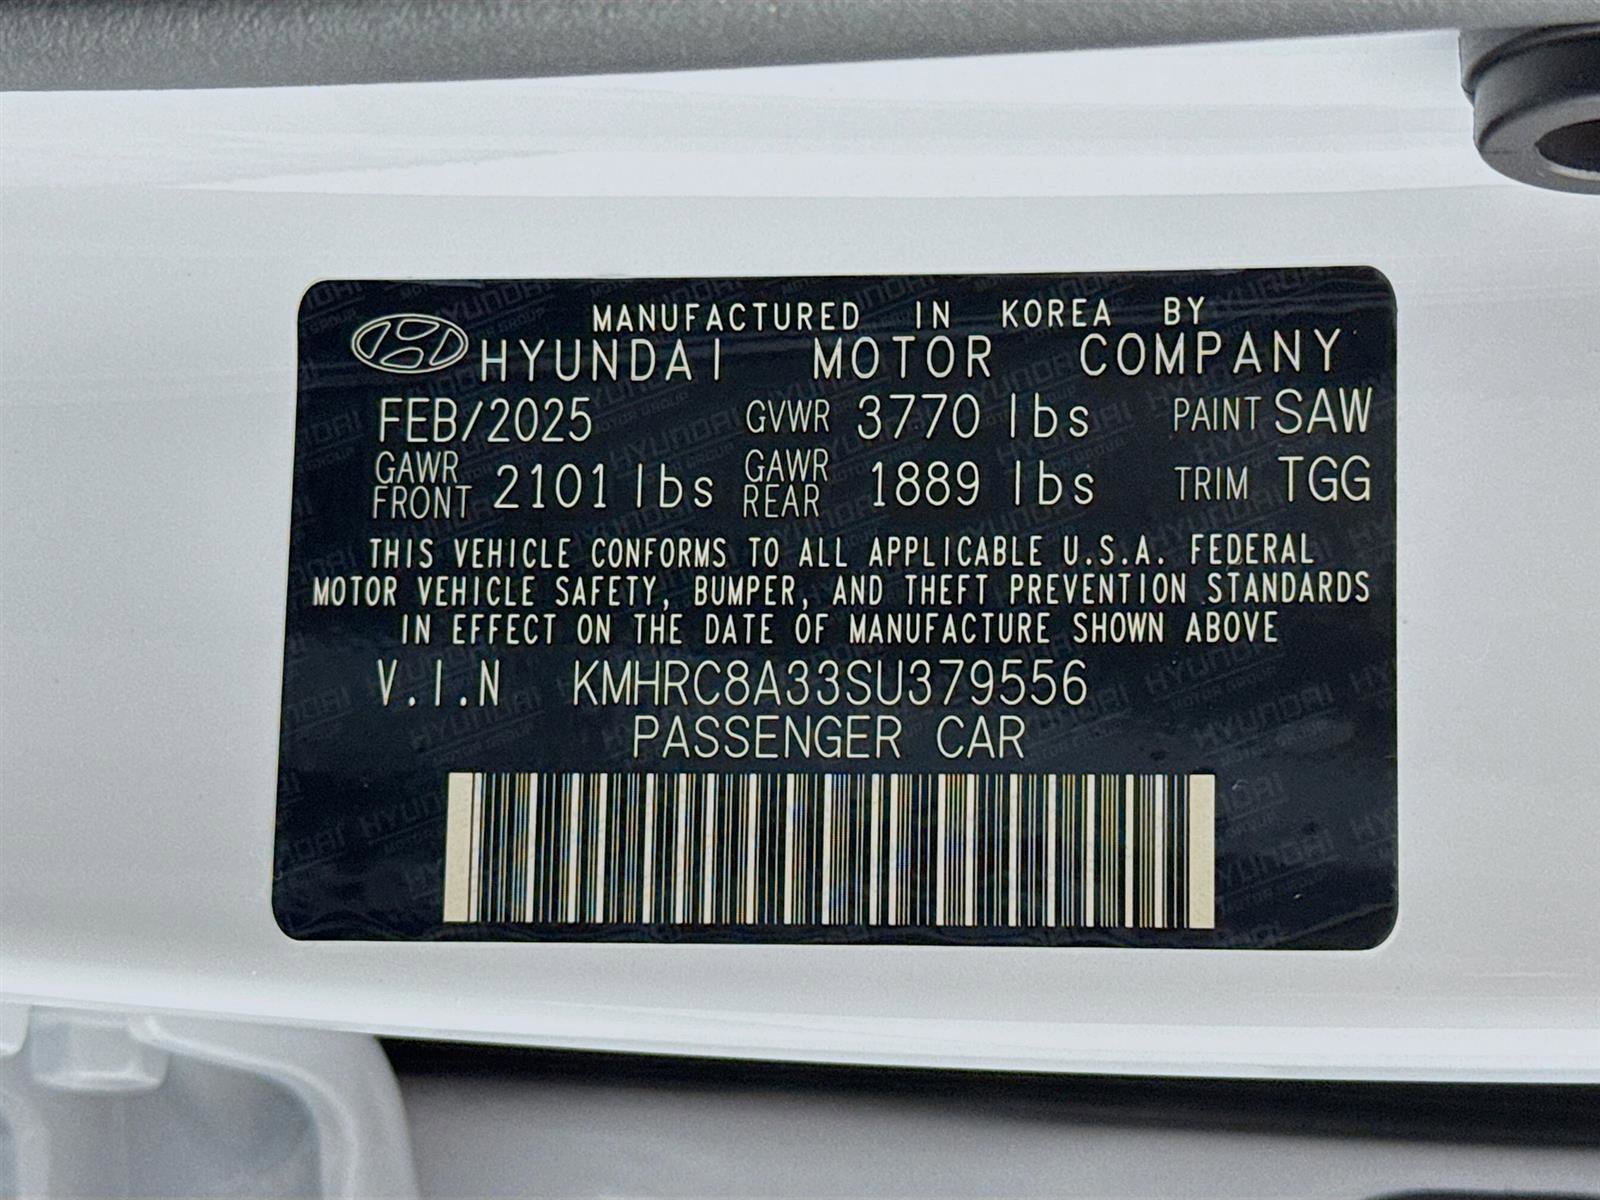 MANUFACTURED IN KOREA BY
HYUNDAI MOTOR COMPANY
FEB/2025 GVWR 3770 lbs PAINT SAW
GAWR FRONT 2101 lbs GAWR REAR 1889 lbs TRIM TGG
THIS VEHICLE CONFORMS TO ALL APPLICABLE U.S.A. FEDERAL
MOTOR VEHICLE SAFETY, BUMPER, AND THEFT PREVENTION STANDARDS
IN EFFECT ON THE DATE OF MANUFACTURE SHOWN ABOVE
V.I.N KMHRC8A33SU379556
PASSENGER CAR